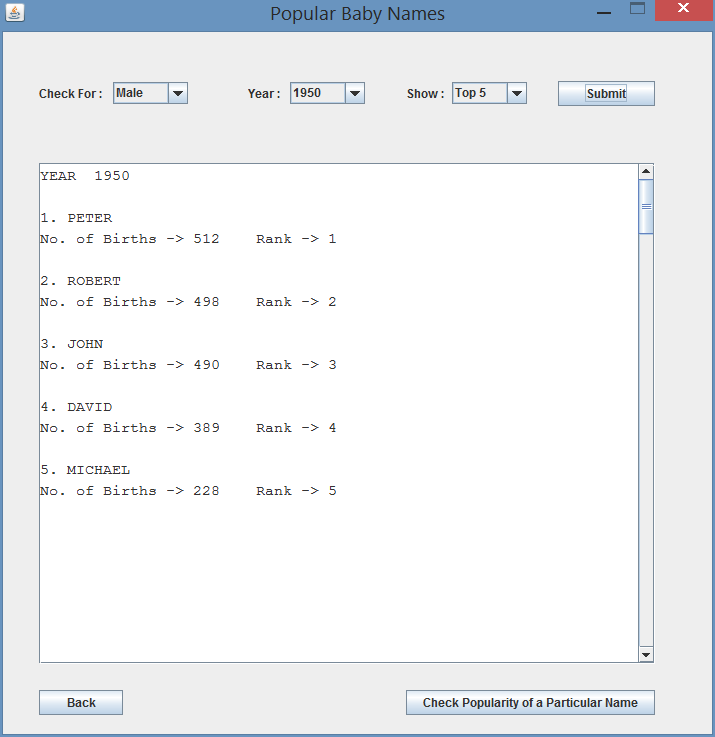 Popular Baby Names
Check For : Male Year : 1950 Show : Top 5 Submit
YEAR 1950
1. PETER
No. of Births -> 512 Rank -> 1
2. ROBERT
No. of Births -> 498 Rank -> 2
3. JOHN
No. of Births -> 490 Rank -> 3
4. DAVID
No. of Births -> 389 Rank -> 4
5. MICHAEL
No. of Births -> 228 Rank -> 5
Back Check Popularity of a Particular Name